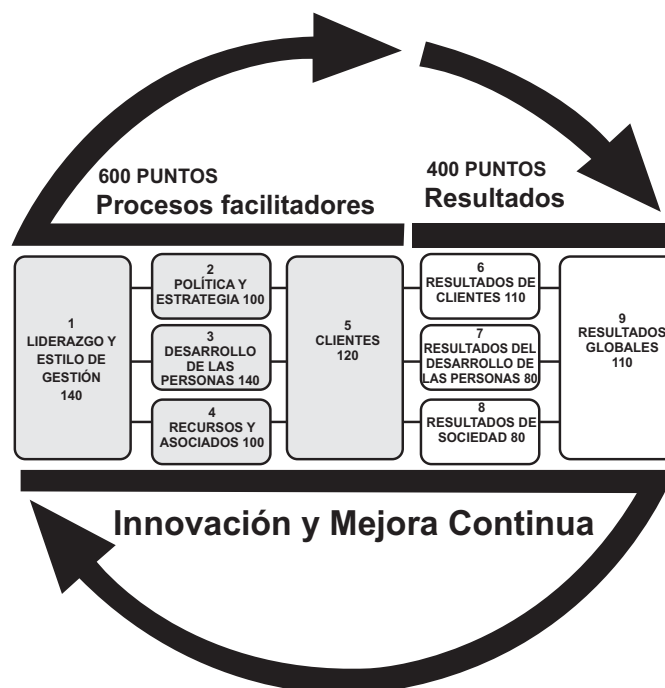 600 PUNTOS
Procesos facilitadores
400 PUNTOS
Resultados
1
LIDERAZGO Y
ESTILO DE
GESTIÓN
140
2
POLÍTICA Y
ESTRATEGIA 100
3
DESARROLLO
DE LAS
PERSONAS 140
4
RECURSOS Y
ASOCIADOS 100
5
CLIENTES
120
6
RESULTADOS DE
CLIENTES 110
7
RESULTADOS DEL
DESARROLLO DE
LAS PERSONAS 80
8
RESULTADOS DE
SOCIEDAD 80
9
RESULTADOS
GLOBALES
110
Innovación y Mejora Continua